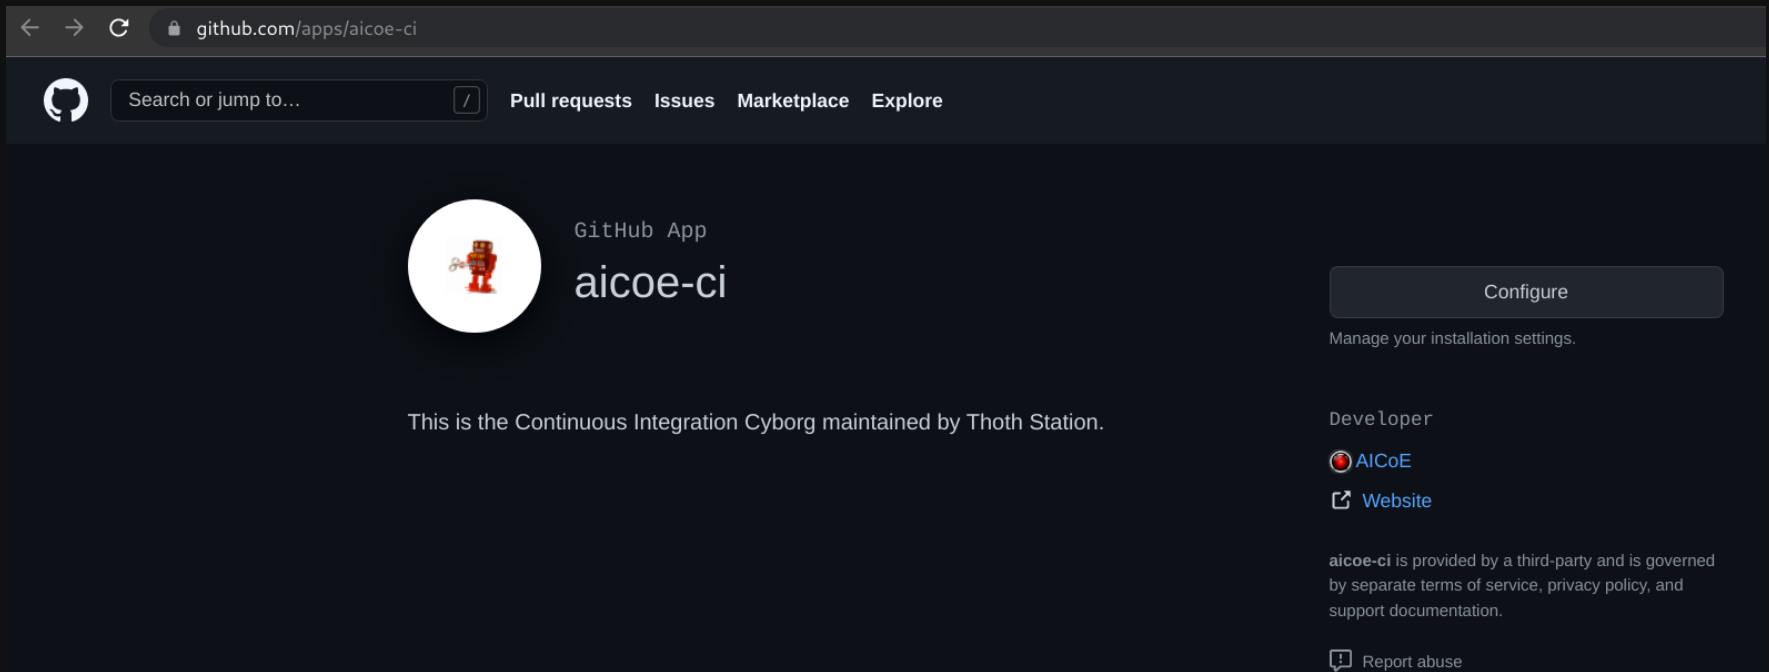 github.com/apps/aicoe-ci
Search or jump to… /
Pull requests Issues Marketplace Explore
GitHub App
aicoe-ci
This is the Continuous Integration Cyborg maintained by Thoth Station.
Configure
Manage your installation settings.
Developer
AICoE
Website
aicoe-ci is provided by a third-party and is governed
by separate terms of service, privacy policy, and
support documentation.
Report abuse